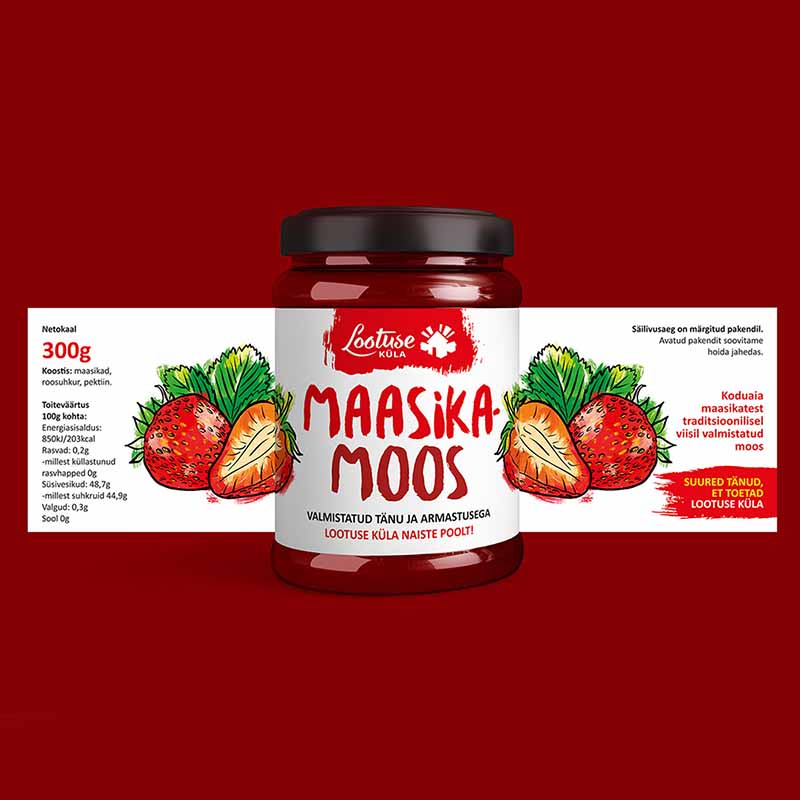 Netokaal
300g
Koostis: maasikad,
roosuhkur, pektiin.
Toiteväärtus
100g kohta:
Energiasisaldus:
850kJ/203kcal
Rasvad: 0,2g
-millest küllastunud
rasvhapped 0g
Süsivesikud: 48,7g
-millest suhkruid 44,9g
Valgud: 0,3g
Sool 0g
Lootuse
KÜLA
MAASiKA-
MOOS
VALMISTATUD TÄNU JA ARMASTUSEGA
LOOTUSE KÜLA NAISTE POOLT!
Säilivusaeg on märgitud pakendil.
Avatud pakendit soovitame
hoida jahedas.
Koduaia
maasikatest
traditsioonilisel
viisil valmistatud
moos
SUURED TÄNUD,
ET TOETAD
LOOTUSE KÜLA